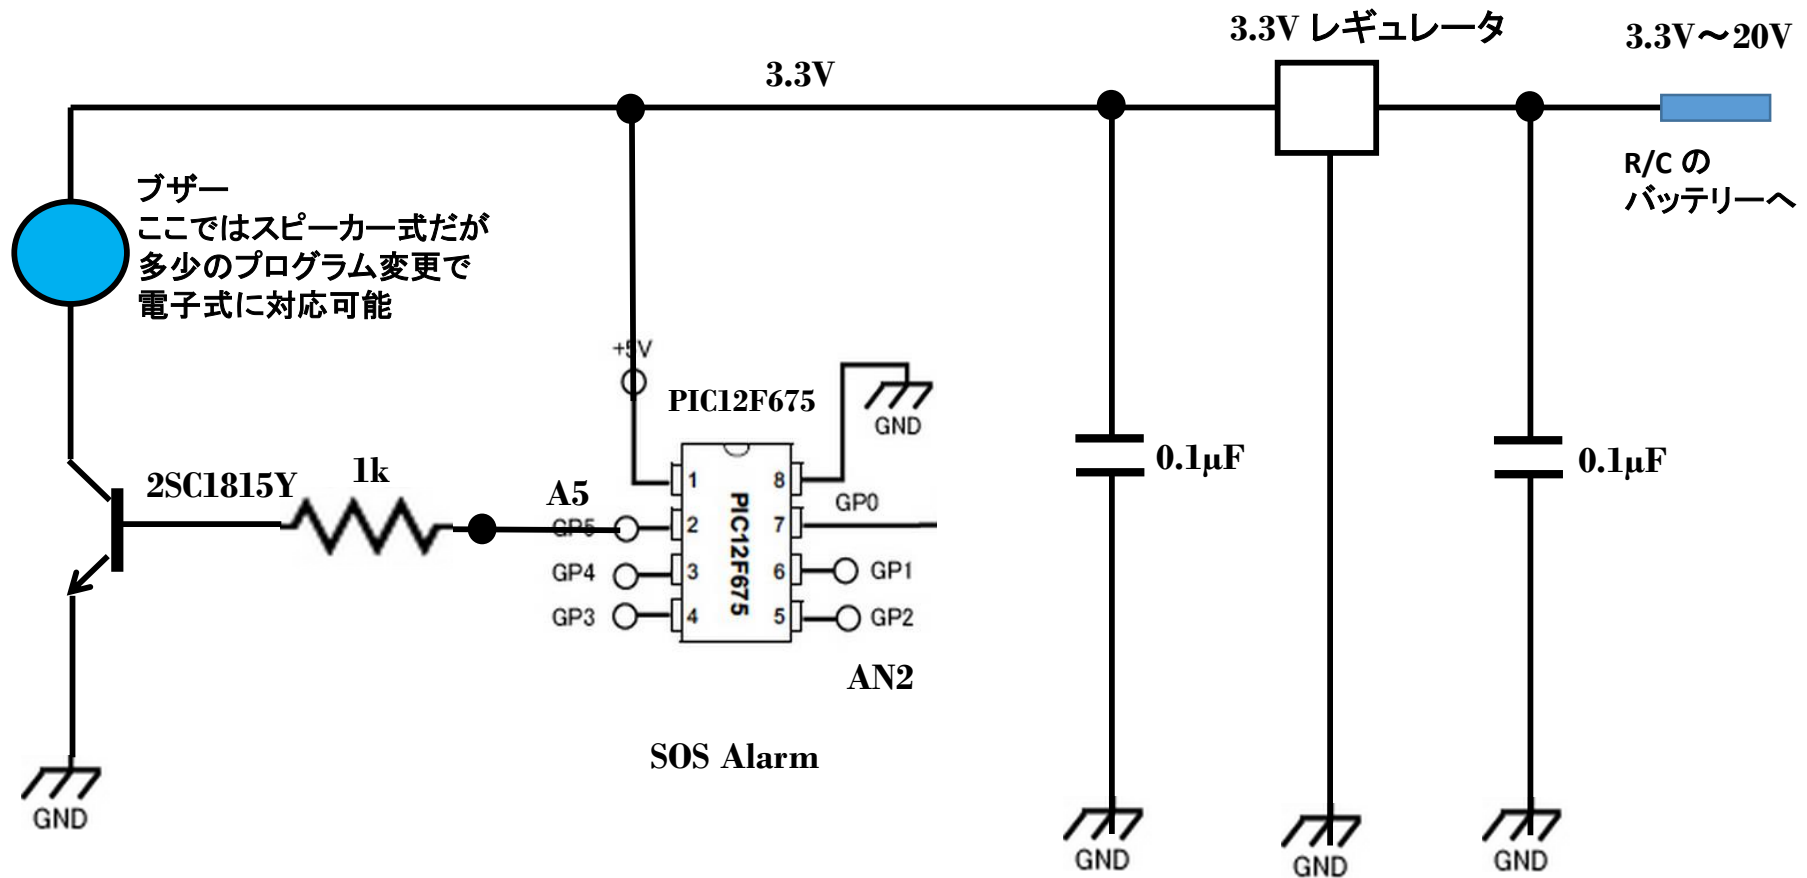 3.3V レギュレータ
3.3V～20V
3.3V
R/C の
バッテリーへ
ブザー
ここではスピーカー式だが
多少のプログラム変更で
電子式に対応可能
+5V
PIC12F675
GND
2SC1815Y
1k
A5
GP5
GP4
GP3
1
2
3
4
PIC12F675
8
7
6
5
GP0
GP1
GP2
AN2
0.1μF
0.1μF
SOS Alarm
GND
GND
GND
GND